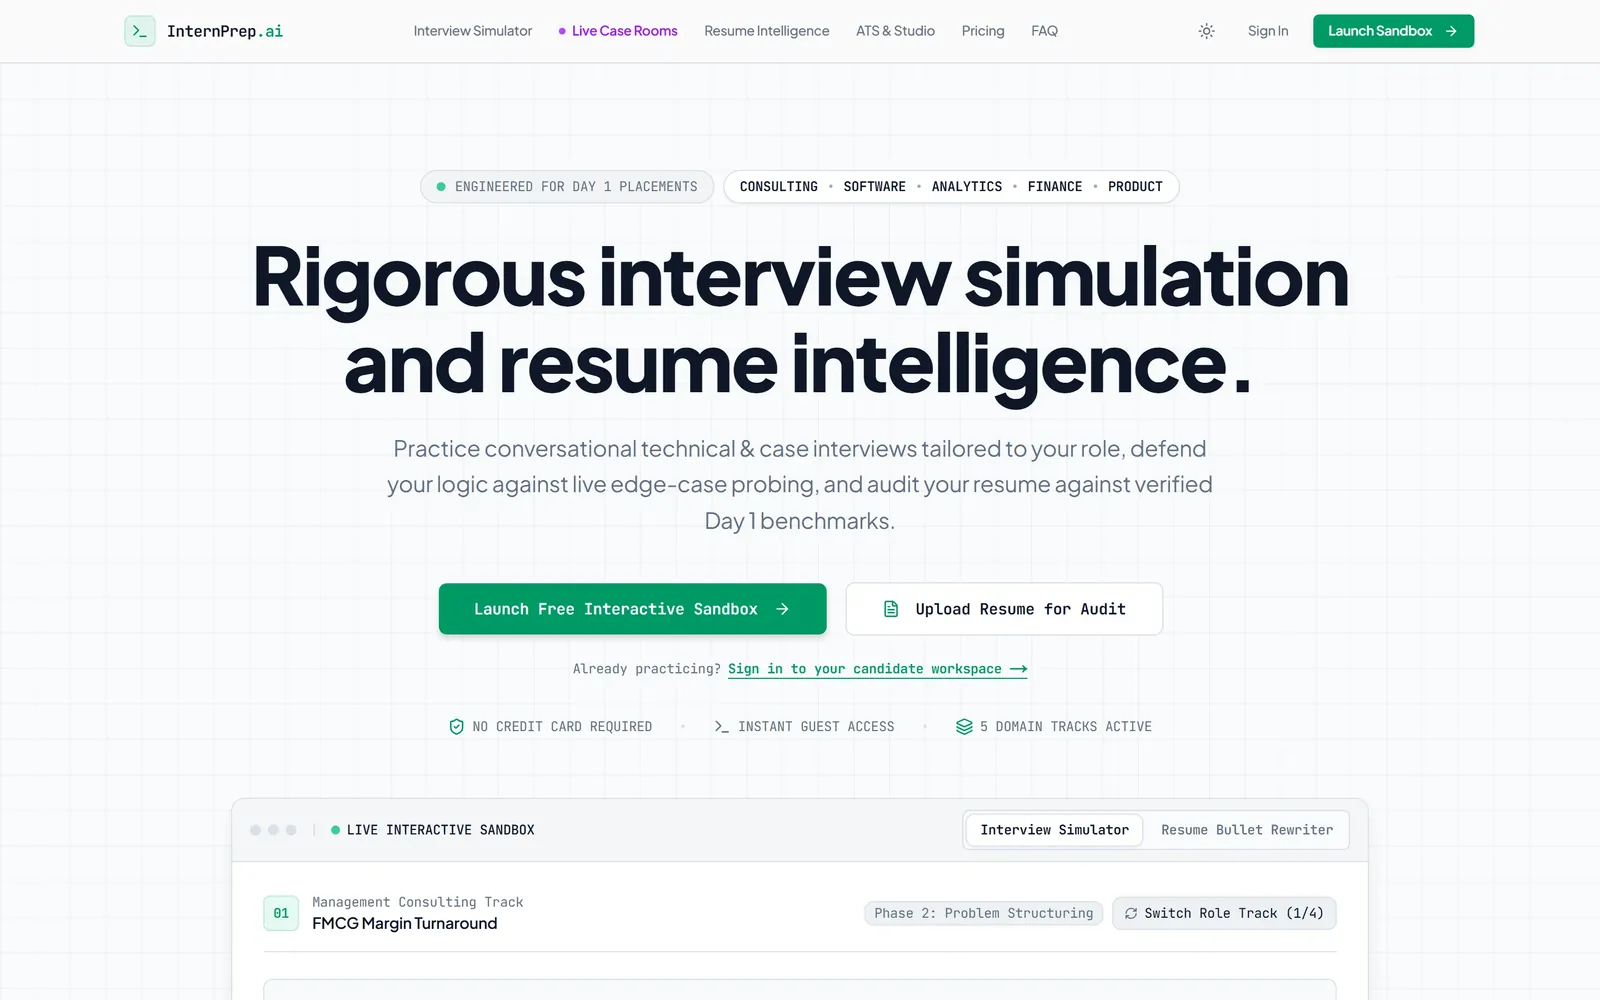 InternPrep.ai
Interview Simulator
Live Case Rooms
Resume Intelligence
ATS & Studio
Pricing
FAQ
Sign In
Launch Sandbox
ENGINEERED FOR DAY 1 PLACEMENTS
CONSULTING • SOFTWARE • ANALYTICS • FINANCE • PRODUCT
Rigorous interview simulation
and resume intelligence.
Practice conversational technical & case interviews tailored to your role, defend
your logic against live edge-case probing, and audit your resume against verified
Day 1 benchmarks.
Launch Free Interactive Sandbox →
Upload Resume for Audit
Already practicing? Sign in to your candidate workspace →
NO CREDIT CARD REQUIRED • INSTANT GUEST ACCESS • 5 DOMAIN TRACKS ACTIVE
LIVE INTERACTIVE SANDBOX
Interview Simulator
Resume Bullet Rewriter
01
Management Consulting Track
FMCG Margin Turnaround
Phase 2: Problem Structuring
Switch Role Track (1/4)